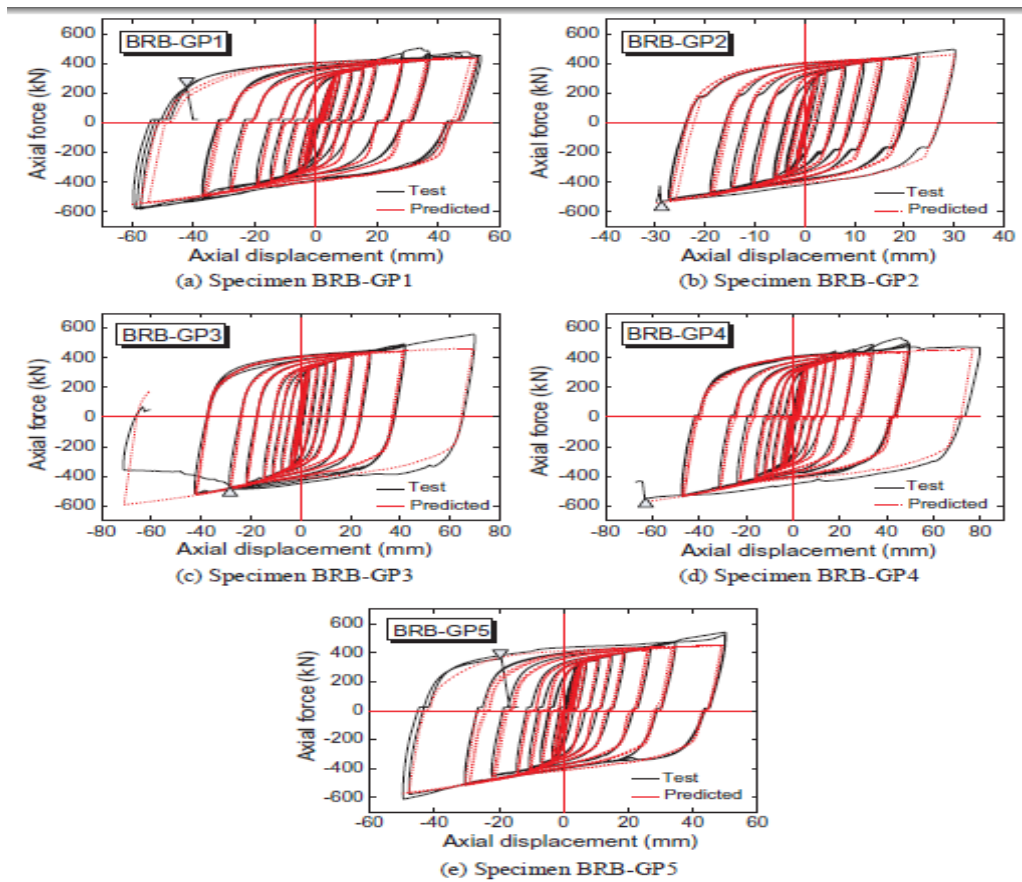 BRB-GP1
Axial force (kN)
600
400
200
0
-200
-400
-600
Test
Predicted
-60 -40 -20 0 20 40 60
Axial displacement (mm)
(a) Specimen BRB-GP1
BRB-GP2
Axial force (kN)
600
400
200
0
-200
-400
-600
Test
Predicted
-40 -30 -20 -10 0 10 20 30 40
Axial displacement (mm)
(b) Specimen BRB-GP2
BRB-GP3
Axial force (kN)
600
400
200
0
-200
-400
-600
Test
Predicted
-80 -60 -40 -20 0 20 40 60 80
Axial displacement (mm)
(c) Specimen BRB-GP3
BRB-GP4
Axial force (kN)
600
400
200
0
-200
-400
-600
Test
Predicted
-80 -60 -40 -20 0 20 40 60 80
Axial displacement (mm)
(d) Specimen BRB-GP4
BRB-GP5
Axial force (kN)
600
400
200
0
-200
-400
-600
Test
Predicted
-60 -40 -20 0 20 40 60
Axial displacement (mm)
(e) Specimen BRB-GP5